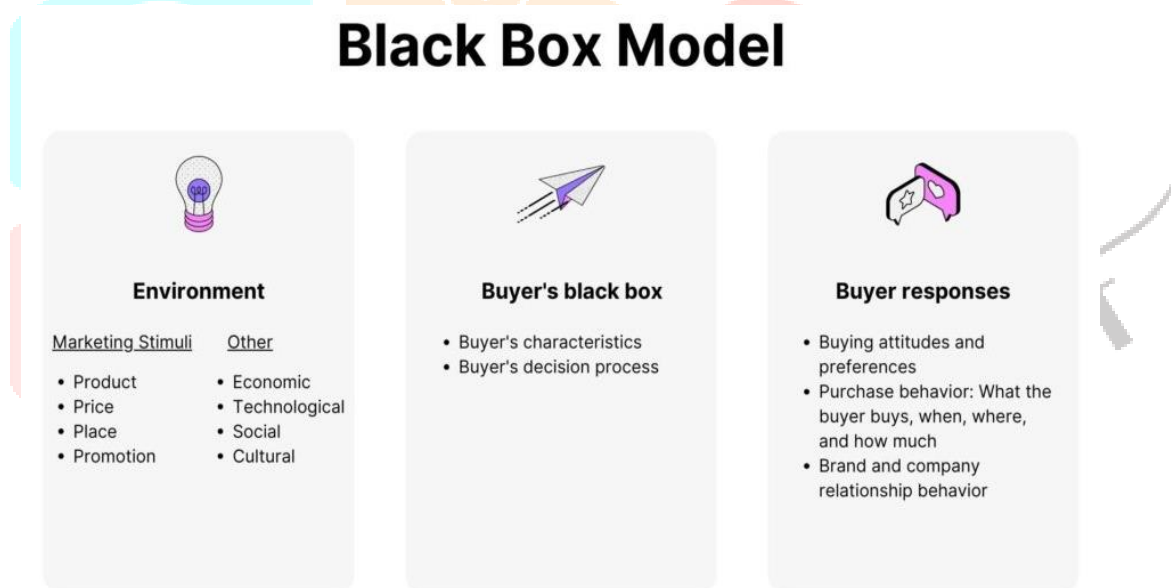 Black Box Model
Environment
Marketing Stimuli
• Product
• Price
• Place
• Promotion
Other
• Economic
• Technological
• Social
• Cultural
Buyer's black box
• Buyer's characteristics
• Buyer's decision process
Buyer responses
• Buying attitudes and
preferences
• Purchase behavior: What the
buyer buys, when, where,
and how much
• Brand and company
relationship behavior